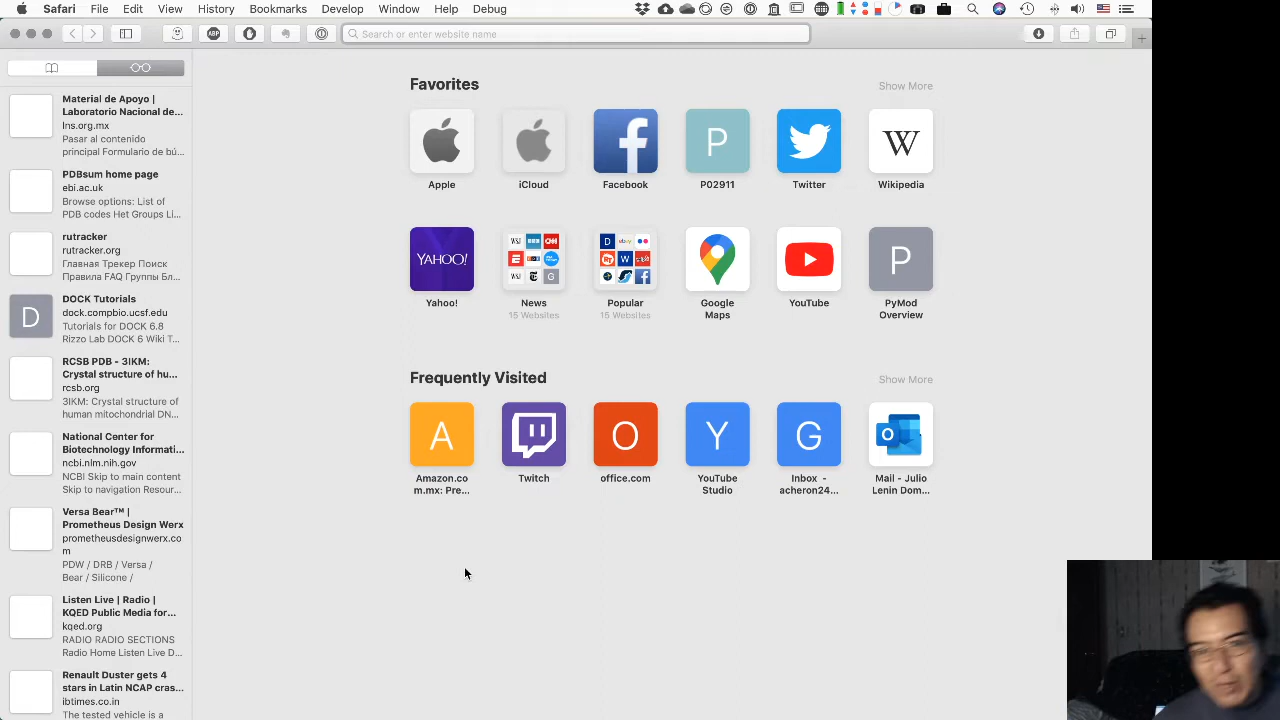 Safari File Edit View History Bookmarks Develop Window Help Debug
ABP
Search or enter website name
Material de Apoyo |
Laboratorio Nacional de...
lns.org.mx
Pasar al contenido
principal Formulario de bú...
PDBsum home page
ebi.ac.uk
Browse options: List of
PDB codes Het Groups Li...
rutracker
rutracker.org
Главная Трекер Поиск
Правила FAQ Группы Бл...
D
DOCK Tutorials
dock.compbio.ucsf.edu
Tutorials for DOCK 6.8
Rizzo Lab DOCK 6 Wiki T...
RCSB PDB - 3IKM:
Crystal structure of hu...
rcsb.org
3IKM: Crystal structure of
human mitochondrial DN...
National Center for
Biotechnology Informati...
ncbi.nlm.nih.gov
NCBI Skip to main content
Skip to navigation Resour...
Versa Bear™ |
Prometheus Design Werx
prometheusdesignwerx.co
m
PDW / DRB / Versa /
Bear / Silicone /
Listen Live | Radio |
KQED Public Media for...
kqed.org
RADIO RADIO SECTIONS
Radio Home Listen Live D...
Renault Duster gets 4
stars in Latin NCAP cras...
ibtimes.co.in
The tested vehicle is a
Favorites
Show More
P
W
Apple
iCloud
Facebook
P02911
Twitter
Wikipedia
YAHOO!
P
Yahoo!
News
15 Websites
Popular
15 Websites
Google
Maps
YouTube
PyMod
Overview
Frequently Visited
Show More
A
O
Y
G
O
Amazon.co
m.mx: Pre...
Twitch
office.com
YouTube
Studio
Inbox -
acheron24...
Mail - Julio
Lenin Dom...